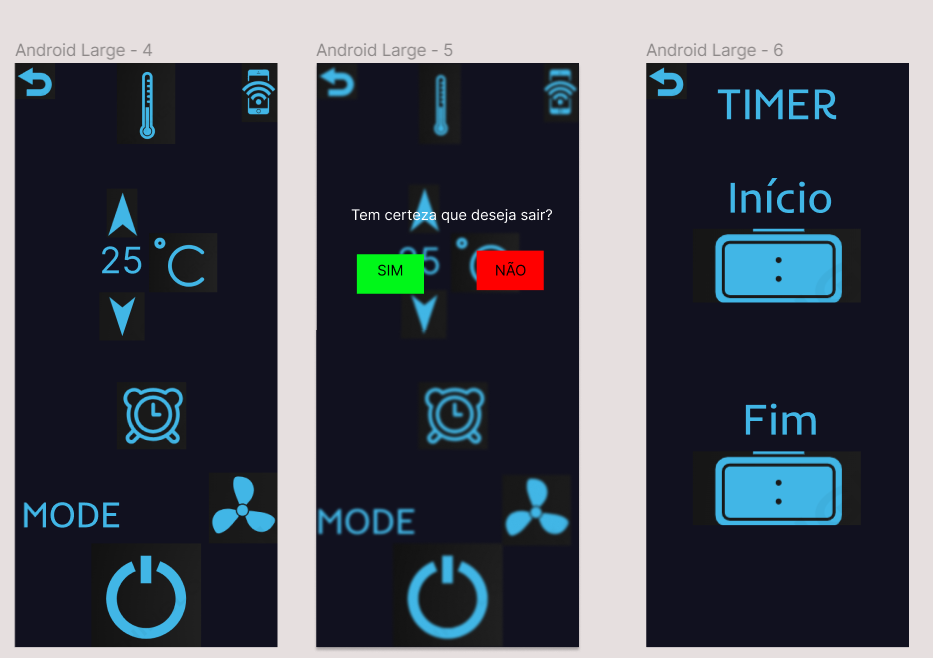 Android Large - 4
25 °C
MODE
Android Large - 5
Tem certeza que deseja sair?
SIM
NÃO
25 °C
MODE
Android Large - 6
TIMER
Início
:
Fim
: